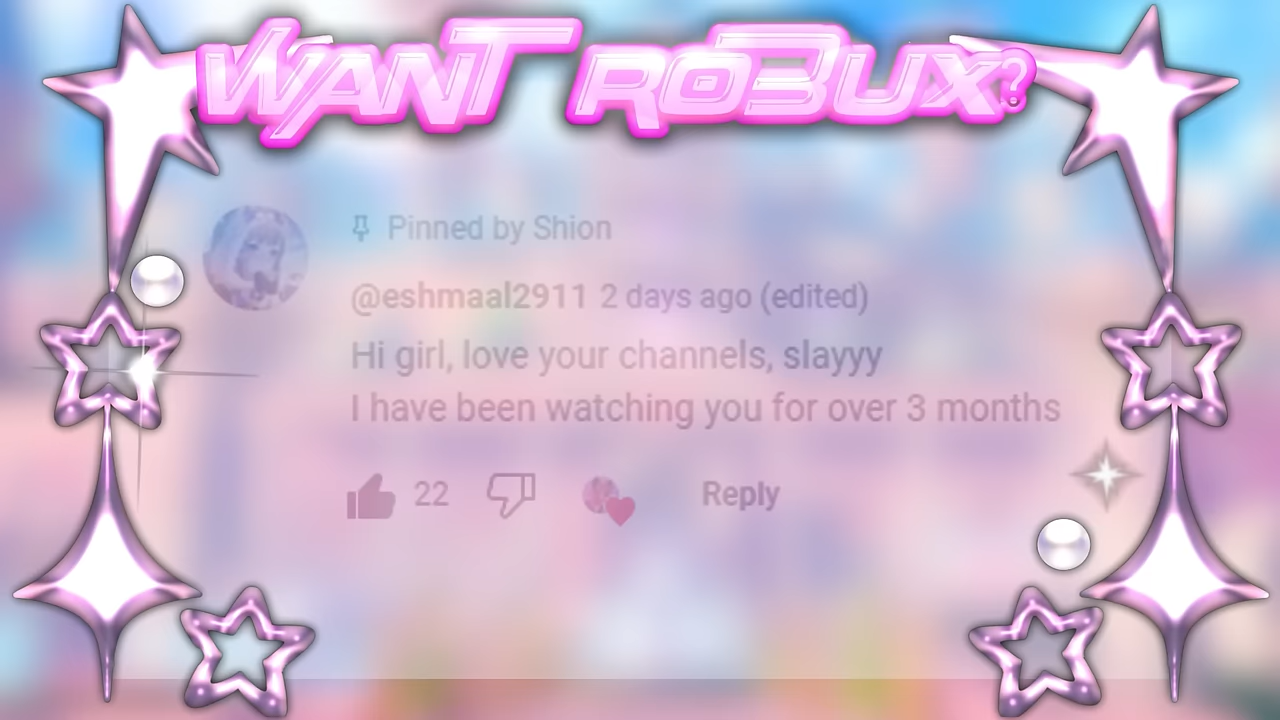 WANT ROBUX?
Pinned by Shion
@eshmaal2911 2 days ago (edited)
Hi girl, love your channels, slayyy
I have been watching you for over 3 months
22 Reply